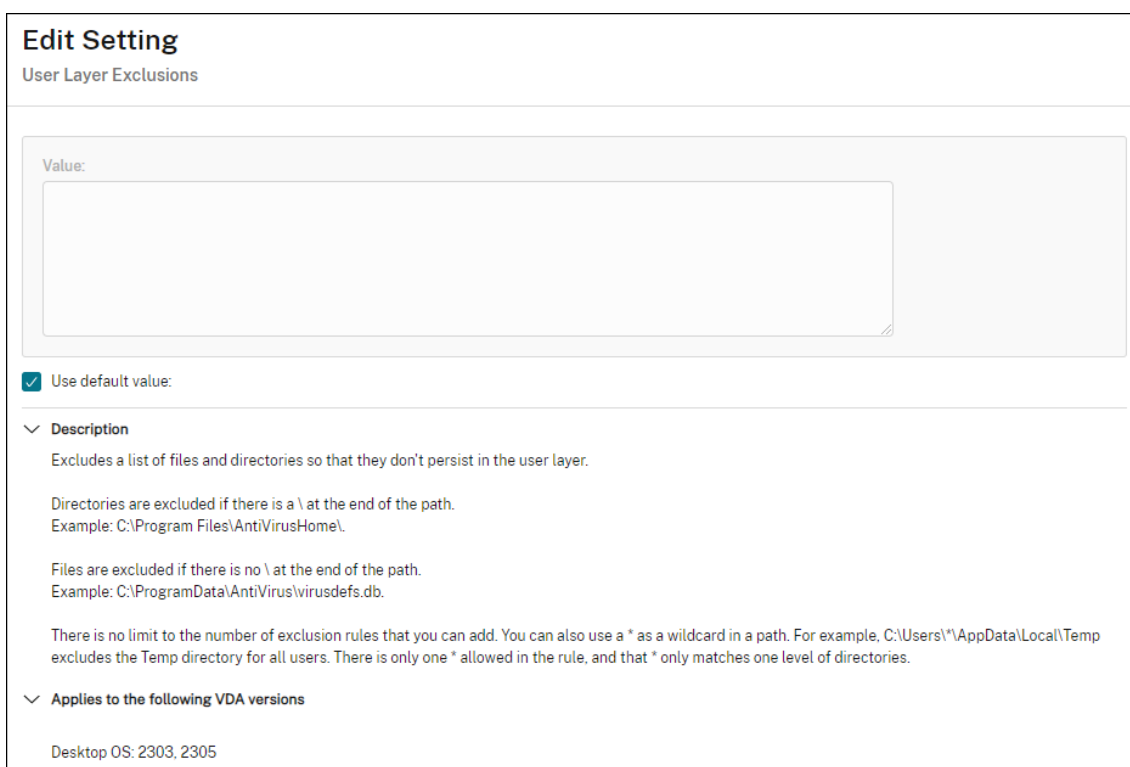 Edit Setting
User Layer Exclusions
Value:
Use default value:
Description
Excludes a list of files and directories so that they don't persist in the user layer.
Directories are excluded if there is a \ at the end of the path.
Example: C:\Program Files\AntiVirusHome\.
Files are excluded if there is no \ at the end of the path.
Example: C:\ProgramData\AntiVirus\virusdefs.db.
There is no limit to the number of exclusion rules that you can add. You can also use a * as a wildcard in a path. For example, C:\Users\*\AppData\Local\Temp
excludes the Temp directory for all users. There is only one * allowed in the rule, and that * only matches one level of directories.
Applies to the following VDA versions
Desktop OS: 2303, 2305